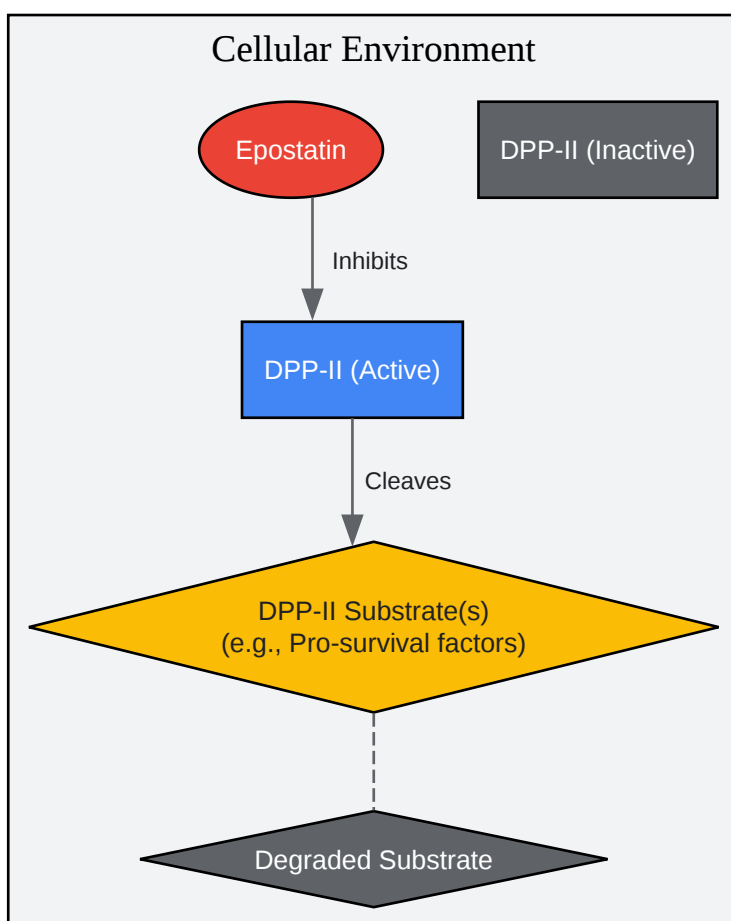 Cellular Environment
Epostatin
DPP-II (Inactive)
Inhibits
DPP-II (Active)
Cleaves
DPP-II Substrate(s)
(e.g., Pro-survival factors)
Degraded Substrate